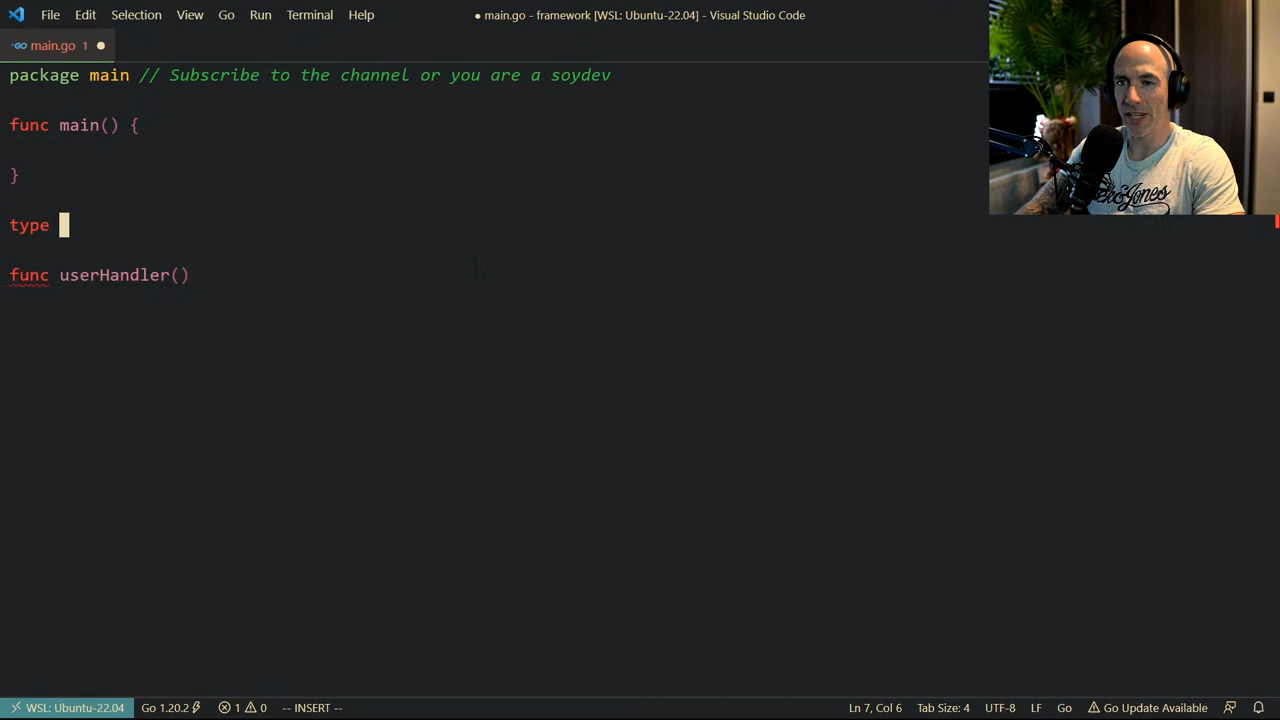 File Edit Selection View Go Run Terminal Help ● main.go - framework [WSL: Ubuntu-22.04] - Visual Studio Code
main.go 1 ●
package main // Subscribe to the channel or you are a soydev
func main() {
}
type
func userHandler()
WSL: Ubuntu-22.04 Go 1.20.2 1 0 -- INSERT -- Ln 7, Col 6 Tab Size: 4 UTF-8 LF Go Go Update Available